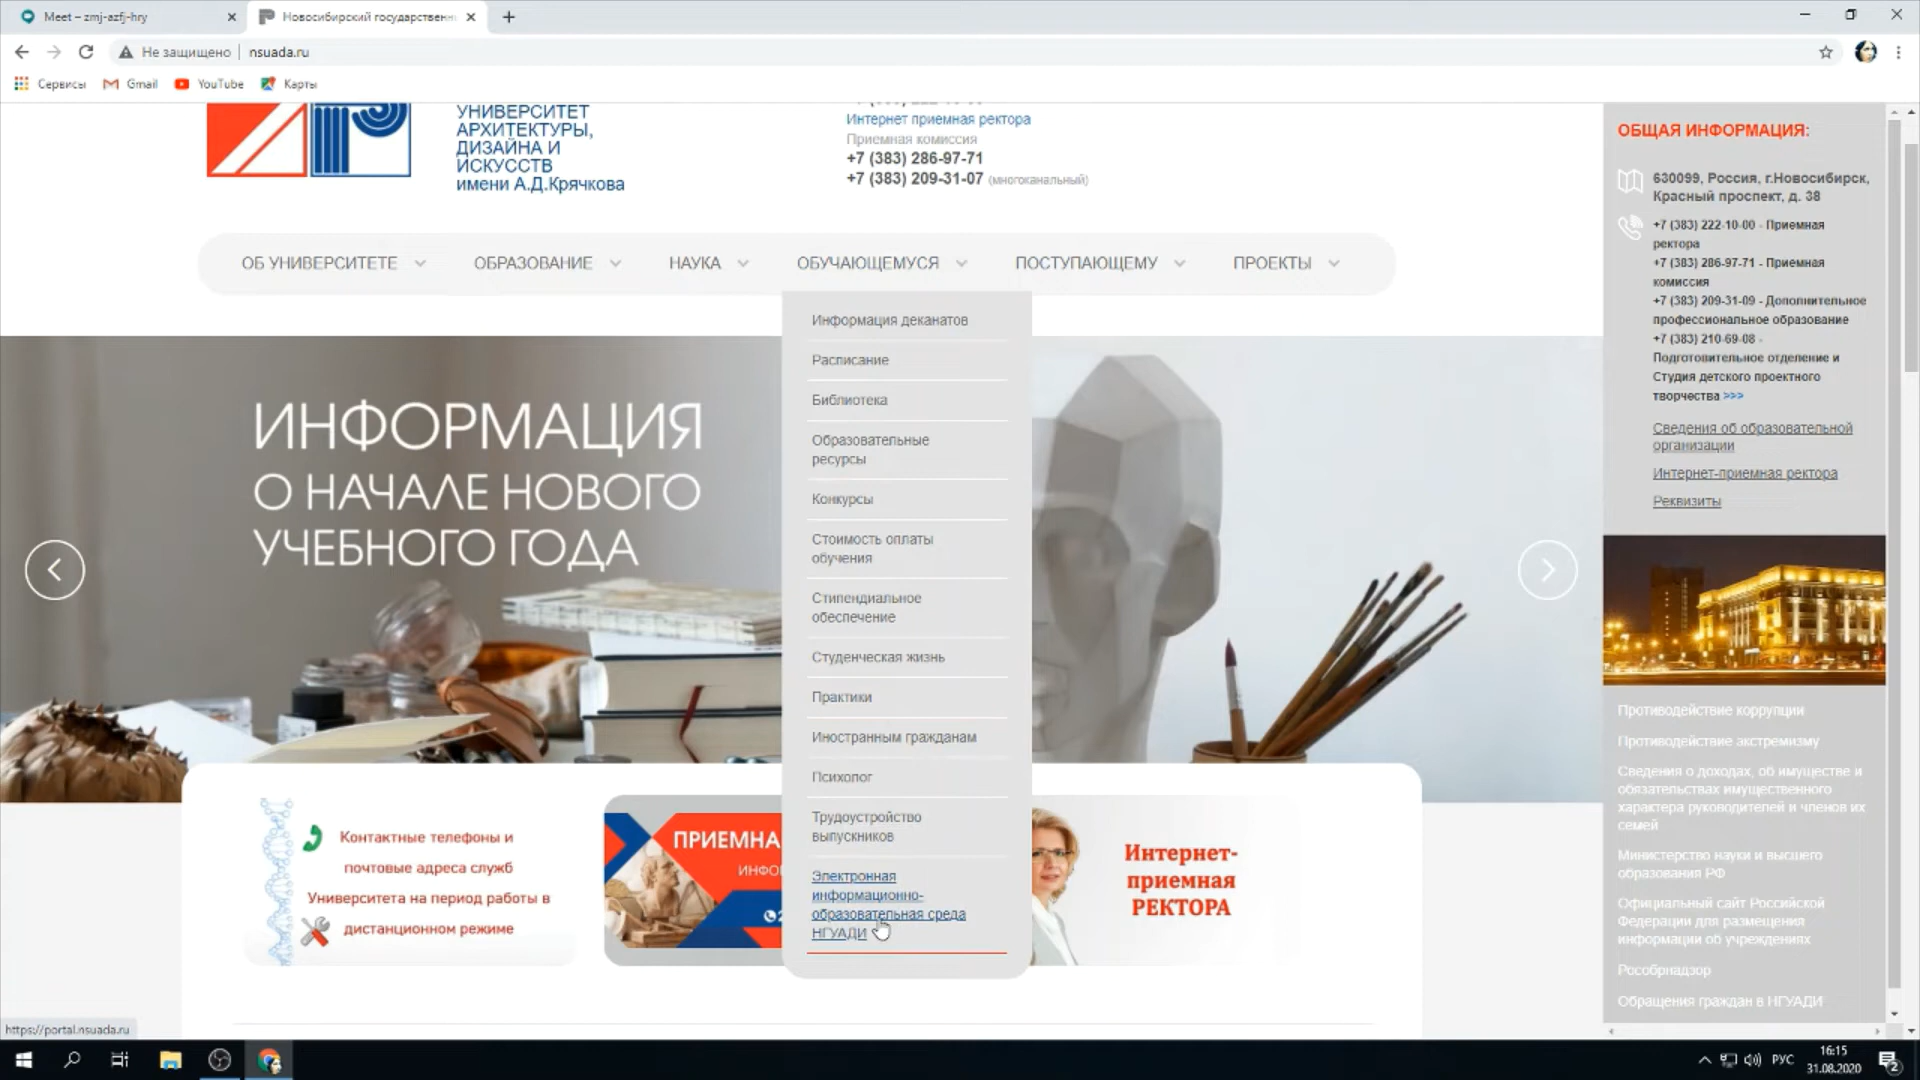 Meet – zmj-azfj-hry
Новосибирский государственн
Не защищено
nsuada.ru
Сервисы
Gmail
YouTube
Карты
УНИВЕРСИТЕТ
АРХИТЕКТУРЫ,
ДИЗАЙНА И
ИСКУССТВ
имени А.Д.Крячкова
Интернет приемная ректора
Приемная комиссия
+7 (383) 286-97-71
+7 (383) 209-31-07 (многоканальный)
ОБ УНИВЕРСИТЕТЕ
ОБРАЗОВАНИЕ
НАУКА
ОБУЧАЮЩЕМУСЯ
ПОСТУПАЮЩЕМУ
ПРОЕКТЫ
Информация деканатов
Расписание
Библиотека
Образовательные
ресурсы
Конкурсы
Стоимость оплаты
обучения
Стипендиальное
обеспечение
Студенческая жизнь
Практики
Иностранным гражданам
Психолог
Трудоустройство
выпускников
Электронная
информационно-
образовательная среда
НГУАДИ
ИНФОРМАЦИЯ
О НАЧАЛЕ НОВОГО
УЧЕБНОГО ГОДА
Контактные телефоны и
почтовые адреса служб
Университета на период работы в
дистанционном режиме
ПРИЕМНА
ИНФО
Интернет-
приемная
РЕКТОРА
ОБЩАЯ ИНФОРМАЦИЯ:
630099, Россия, г.Новосибирск,
Красный проспект, д. 38
+7 (383) 222-10-00 - Приемная
ректора
+7 (383) 286-97-71 - Приемная
комиссия
+7 (383) 209-31-09 - Дополнительное
профессиональное образование
+7 (383) 210-69-08 -
Подготовительное отделение и
Студия детского проектного
творчества >>>
Сведения об образовательной
организации
Интернет-приемная ректора
Реквизиты
Противодействие коррупции
Противодействие экстремизму
Сведения о доходах, об имуществе и
обязательствах имущественного
характера руководителей и членов их
семей
Министерство науки и высшего
образования РФ
Официальный сайт Российской
Федерации для размещения
информации об учреждениях
Рособрнадзор
Обращения граждан в НГУАДИ
https://portal.nsuada.ru
РУС
16:15
31.08.2020
2